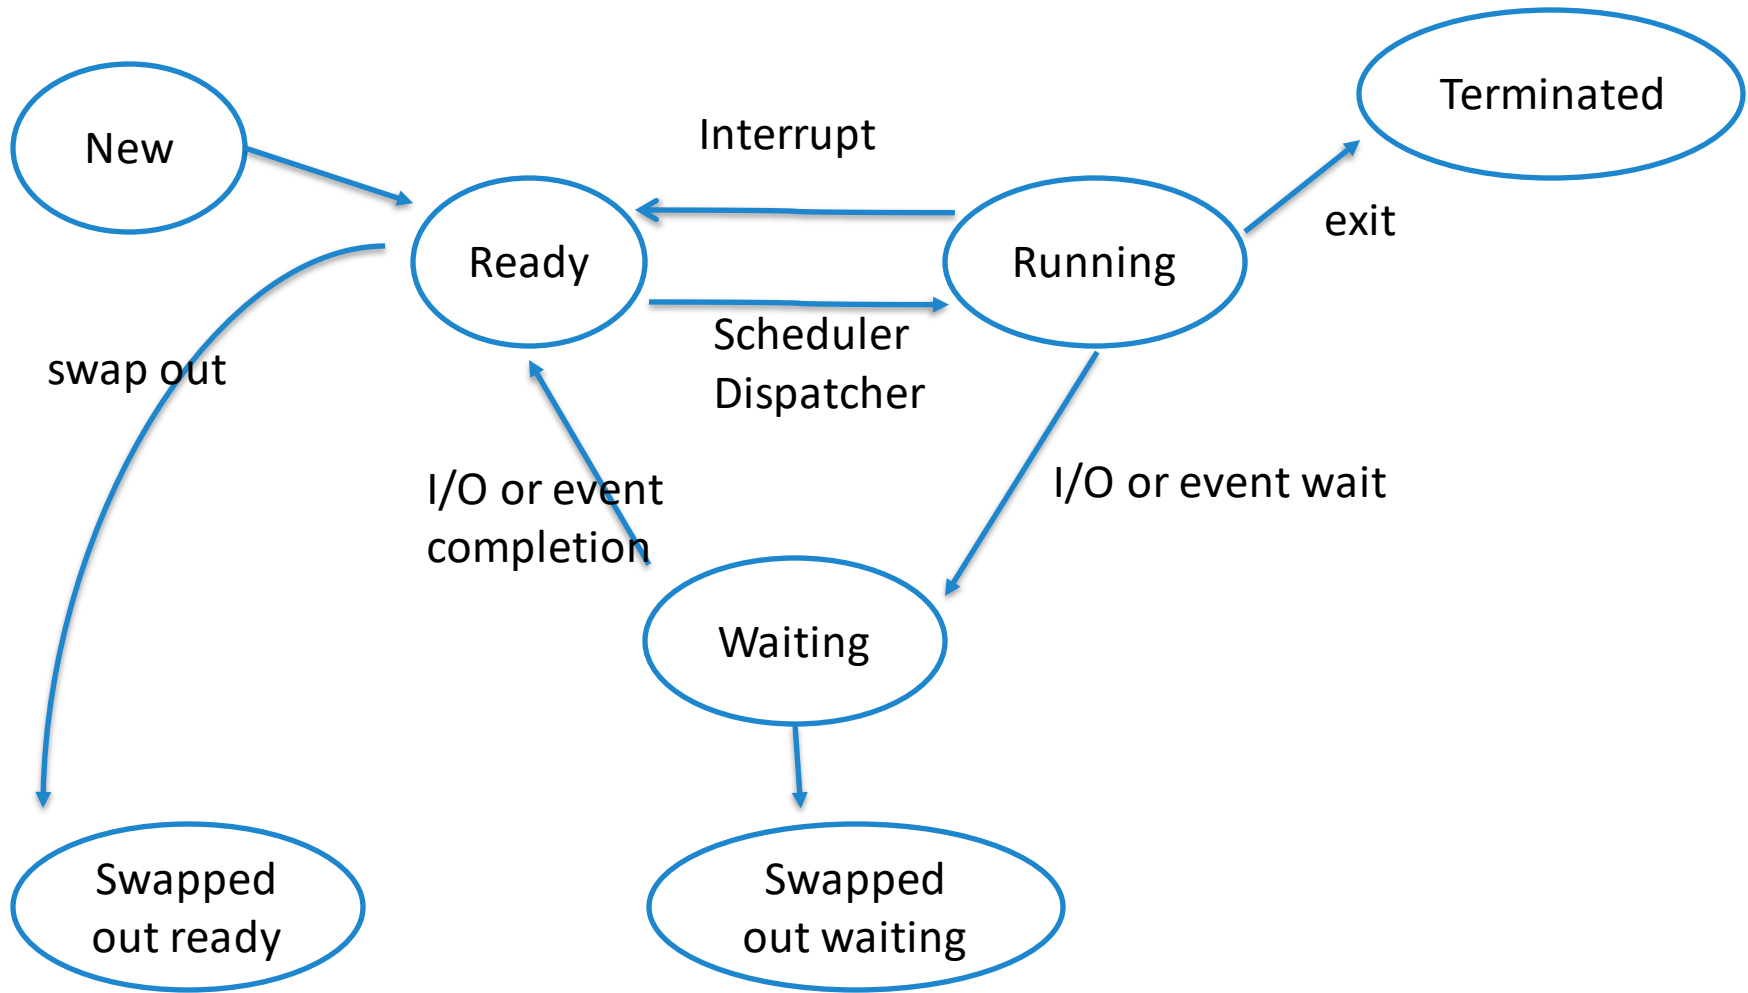 Terminated
New
Interrupt
exit
Ready
Running
Scheduler
Dispatcher
swap out
I/O or event
completion
I/O or event wait
Waiting
Swapped
out ready
Swapped
out waiting